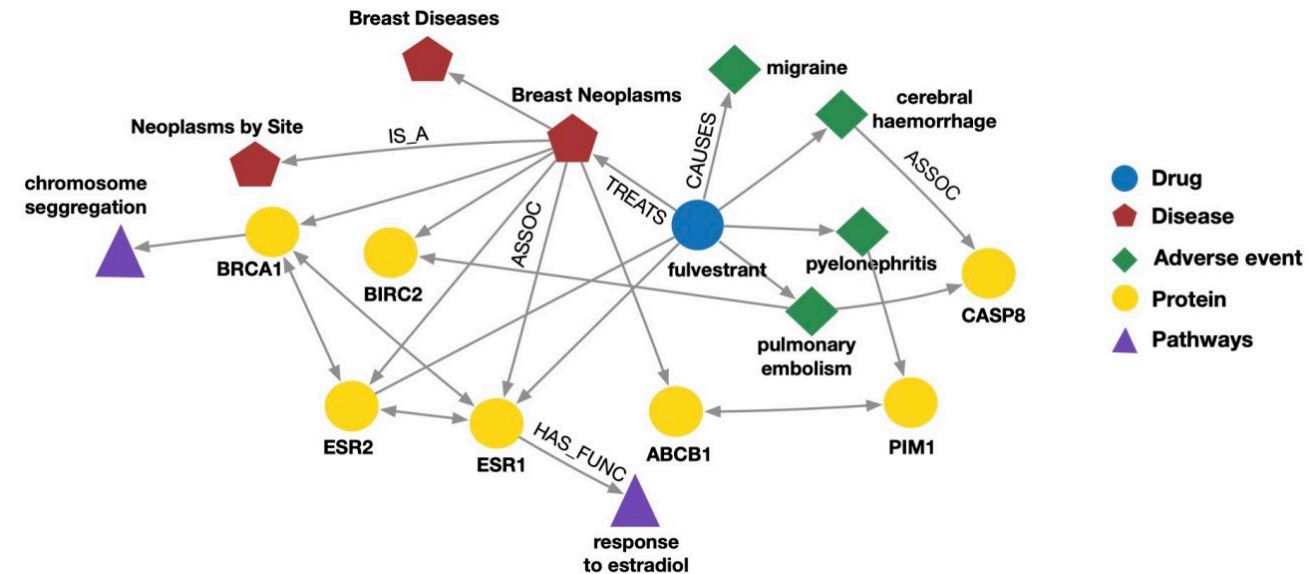 Breast Diseases
migraine
Breast Neoplasms
cerebral
haemorrhage
Neoplasms by Site
IS_A
CAUSES
ASSOC
chromosome
seggregation
TREATS
Drug
Disease
Adverse event
Protein
Pathways
BRCA1
ASSOC
fulvestrant
pyelonephritis
BIRC2
CASP8
pulmonary
embolism
ESR2
ESR1
HAS_FUNC
ABCB1
PIM1
response
to estradiol